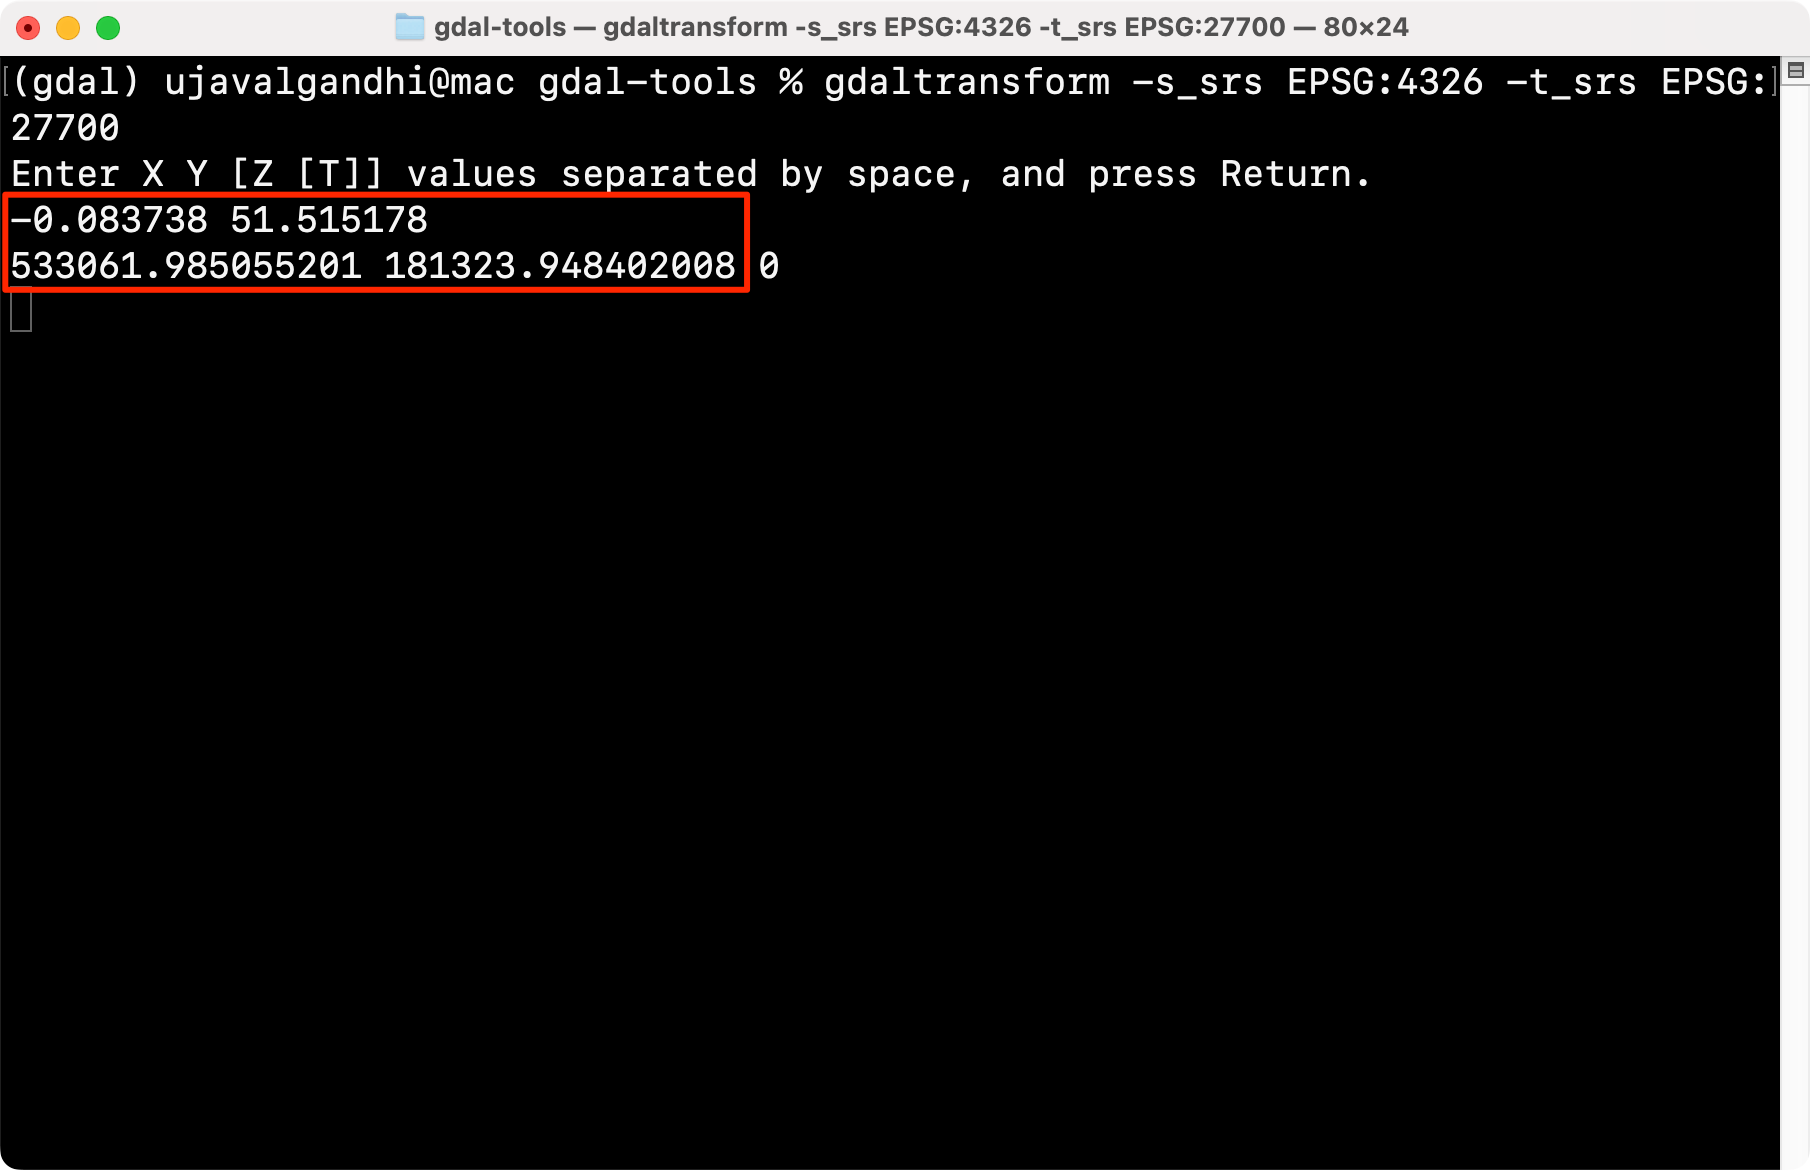 gdal-tools — gdaltransform -s_srs EPSG:4326 -t_srs EPSG:27700 — 80×24
[(gdal) ujavalgandhi@mac gdal-tools % gdaltransform -s_srs EPSG:4326 -t_srs EPSG:]
27700
Enter X Y [Z [T]] values separated by space, and press Return.
-0.083738 51.515178
533061.985055201 181323.948402008 0